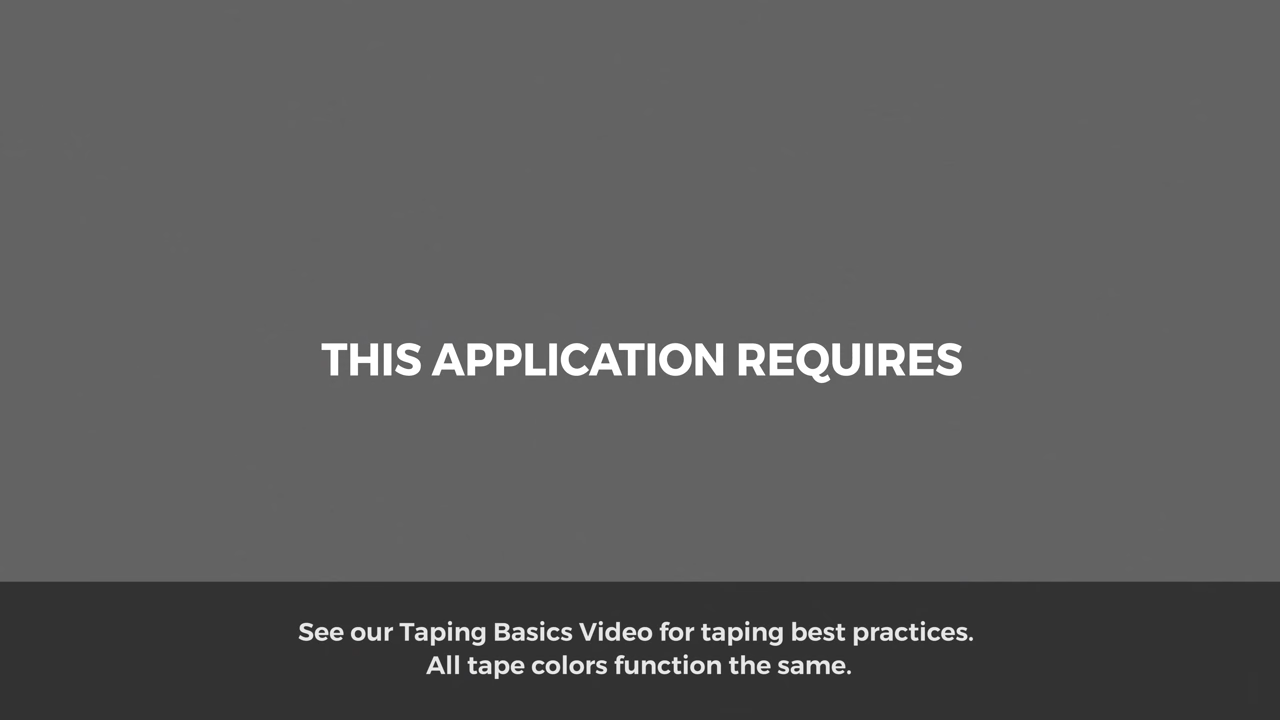 THIS APPLICATION REQUIRES
See our Taping Basics Video for taping best practices.
All tape colors function the same.